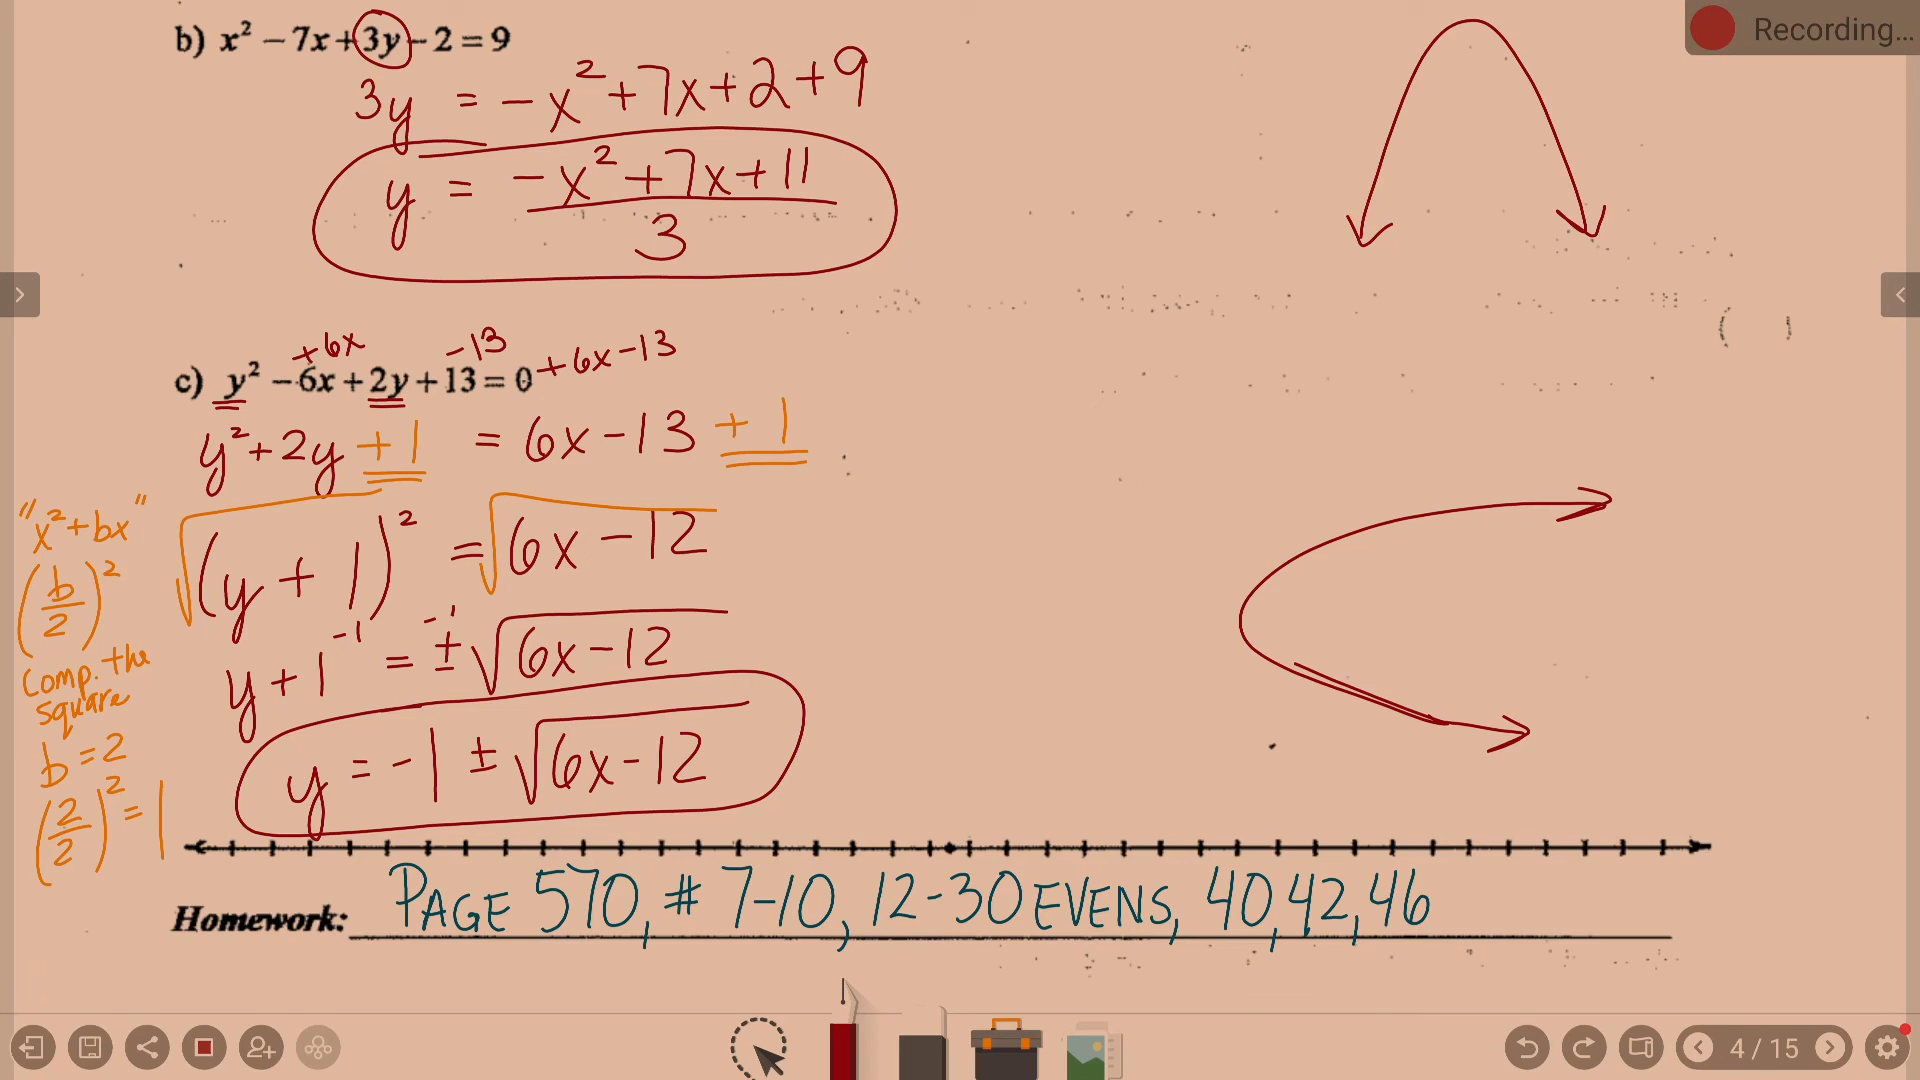 Recording...
b) x² − 7x + 3y − 2 = 9
3y = −x² + 7x + 2 + 9
y = (−x² + 7x + 11)/3
+6x −13
c) y² − 6x + 2y + 13 = 0 + 6x − 13
y² + 2y + 1 = 6x − 13 + 1
√(y + 1)² = √6x − 12
−1 −1
y + 1 = ± √6x − 12
y = −1 ± √6x − 12
"x² + bx"
(b/2)²
Comp. the
square
b = 2
(2/2)² = 1
Homework: PAGE 570, # 7-10, 12-30 EVENS, 40, 42, 46
4 / 15